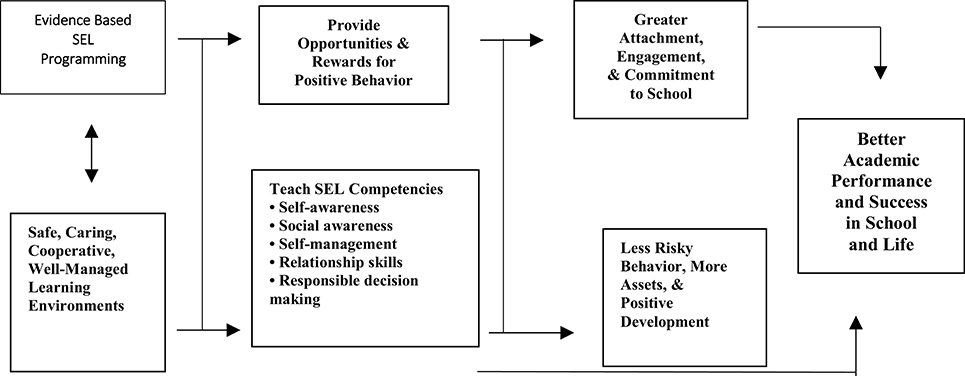 Evidence Based
SEL
Programming
Provide
Opportunities &
Rewards for
Positive Behavior
Greater
Attachment,
Engagement,
& Commitment
to School
Better
Academic
Performance
and Success
in School
and Life
Safe, Caring,
Cooperative,
Well-Managed
Learning
Environments
Teach SEL Competencies
• Self-awareness
• Social awareness
• Self-management
• Relationship skills
• Responsible decision
making
Less Risky
Behavior, More
Assets, &
Positive
Development